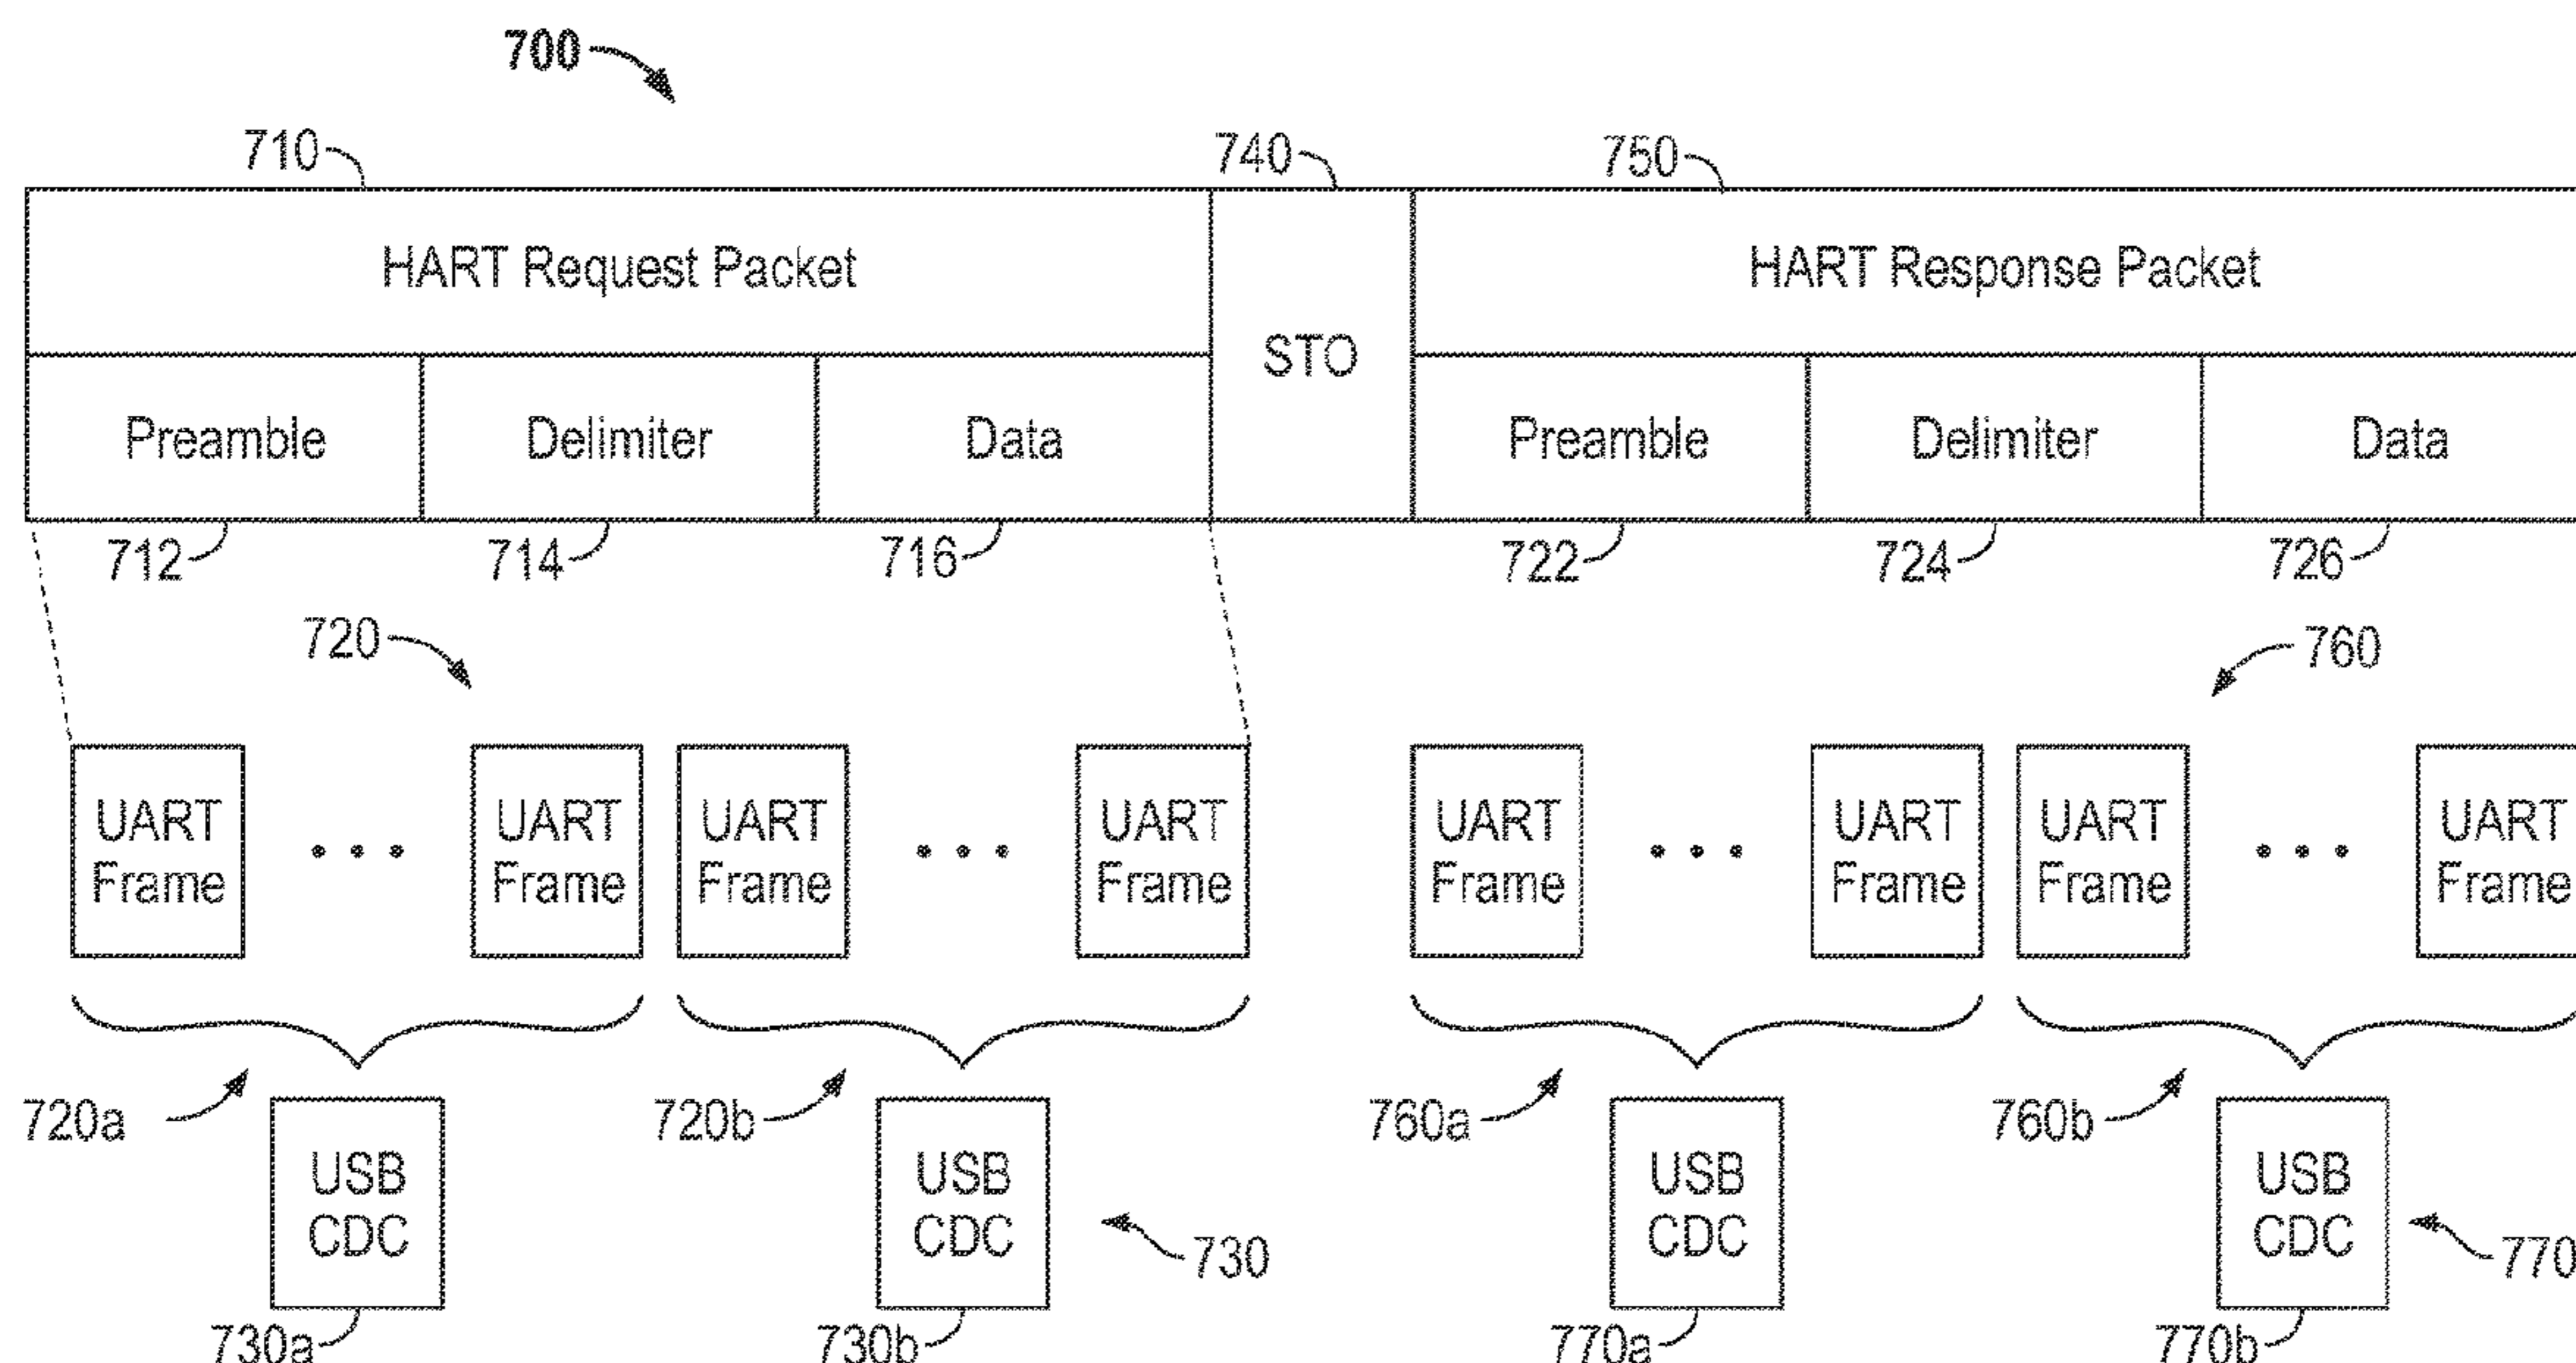 700
710
740
750
HART Request Packet
STO
HART Response Packet
Preamble
Delimiter
Data
Preamble
Delimiter
Data
712
714
716
722
724
726
720
760
UART
Frame
UART
Frame
UART
Frame
UART
Frame
UART
Frame
UART
Frame
UART
Frame
UART
Frame
720a
720b
760a
760b
USB
CDC
USB
CDC
USB
CDC
USB
CDC
730
770
730a
730b
770a
770b